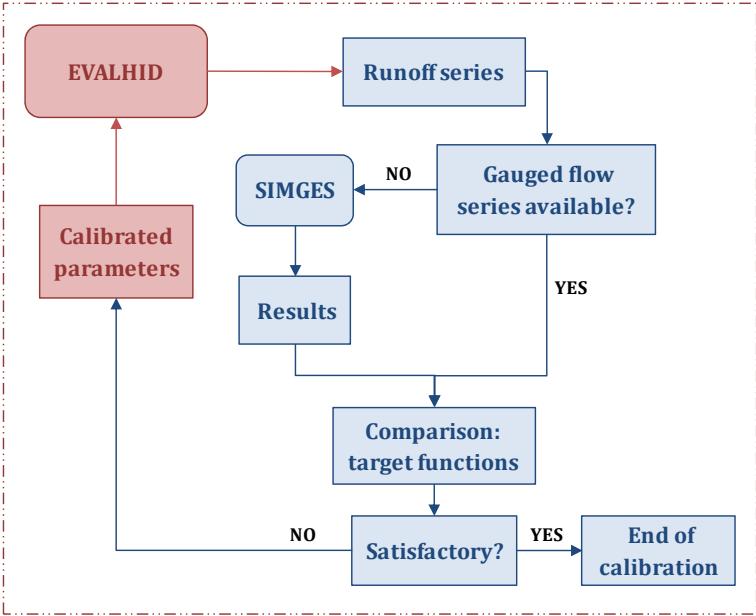 EVALHID
Runoff series
Gauged flow
series available?
NO
SIMGES
Calibrated
parameters
Results
YES
Comparison:
target functions
NO
Satisfactory?
YES
End of
calibration